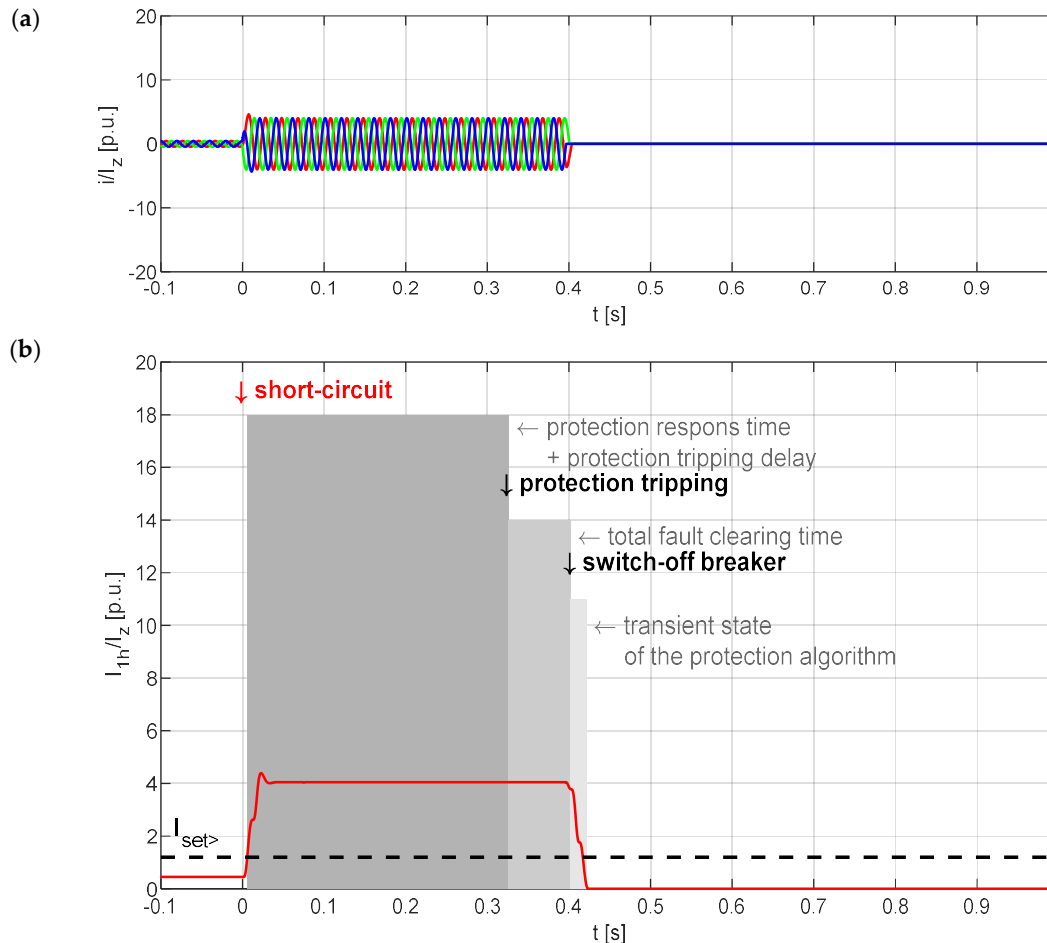 (a)
20
10
0
-10
-20
i/I_z [p.u.]
-0.1 0 0.1 0.2 0.3 0.4 0.5 0.6 0.7 0.8 0.9
t [s]
(b)
20
18
16
14
12
10
8
6
4
2
0
I_1h/I_z [p.u.]
↓ short-circuit
← protection respons time
+ protection tripping delay
↓ protection tripping
← total fault clearing time
↓ switch-off breaker
← transient state
of the protection algorithm
I_set>
-0.1 0 0.1 0.2 0.3 0.4 0.5 0.6 0.7 0.8 0.9
t [s]